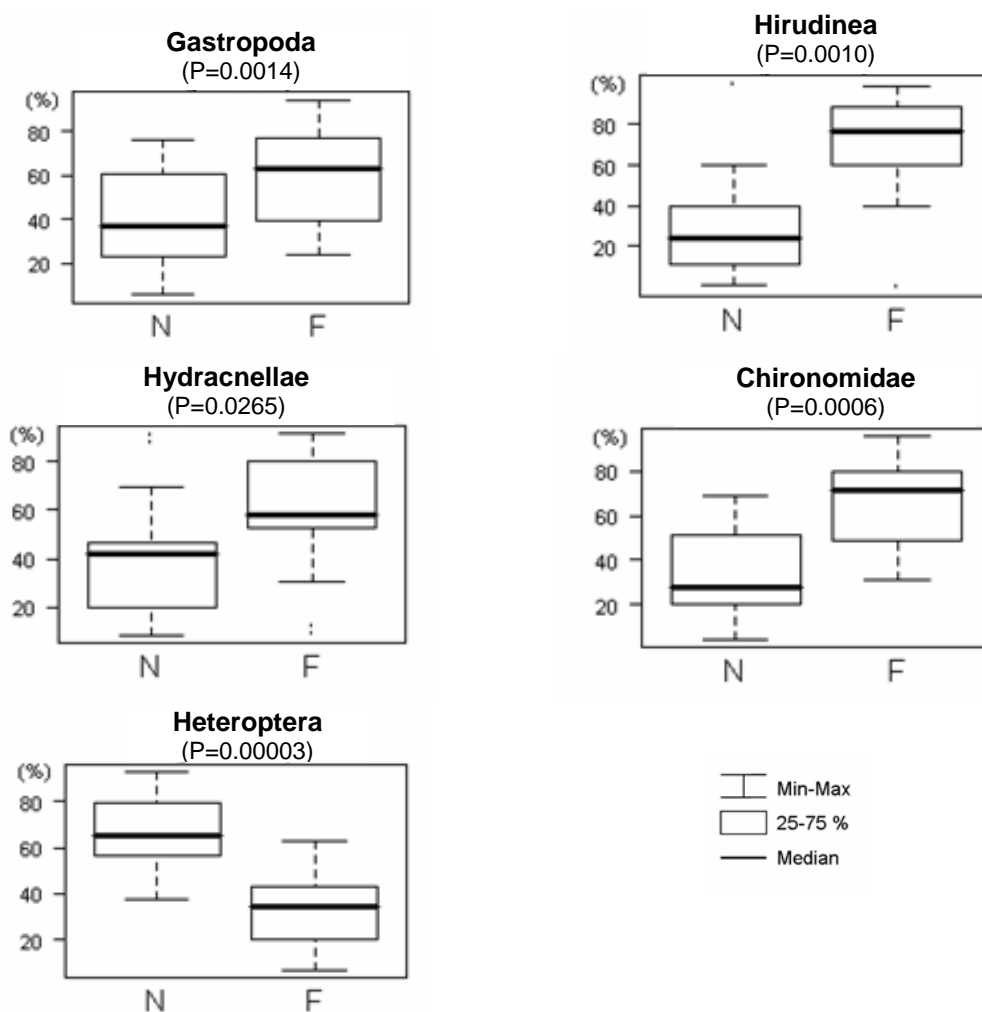 Gastropoda
(P=0.0014)
(%)
80
60
40
20
N F
Hirudinea
(P=0.0010)
(%)
80
60
40
20
N F
Hydracnellae
(P=0.0265)
(%)
80
60
40
20
N F
Chironomidae
(P=0.0006)
(%)
80
60
40
20
N F
Heteroptera
(P=0.00003)
(%)
80
60
40
20
N F
Min-Max
25-75 %
Median